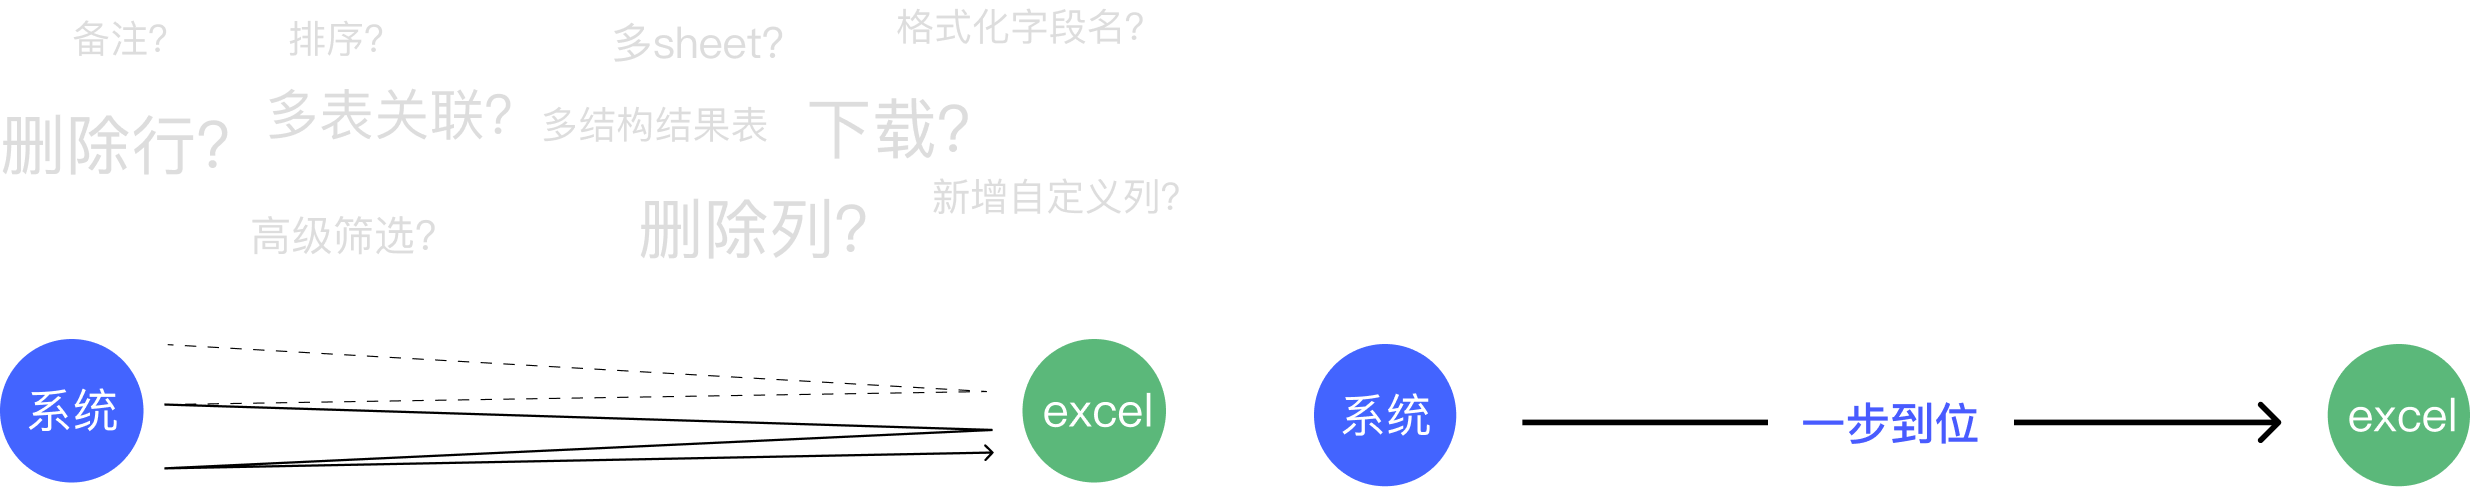 备注?
排序?
多sheet?
格式化字段名?
删除行?
多表关联?
多结构结果表
下载?
高级筛选?
删除列?
新增自定义列?
系统
excel
系统
一步到位
excel